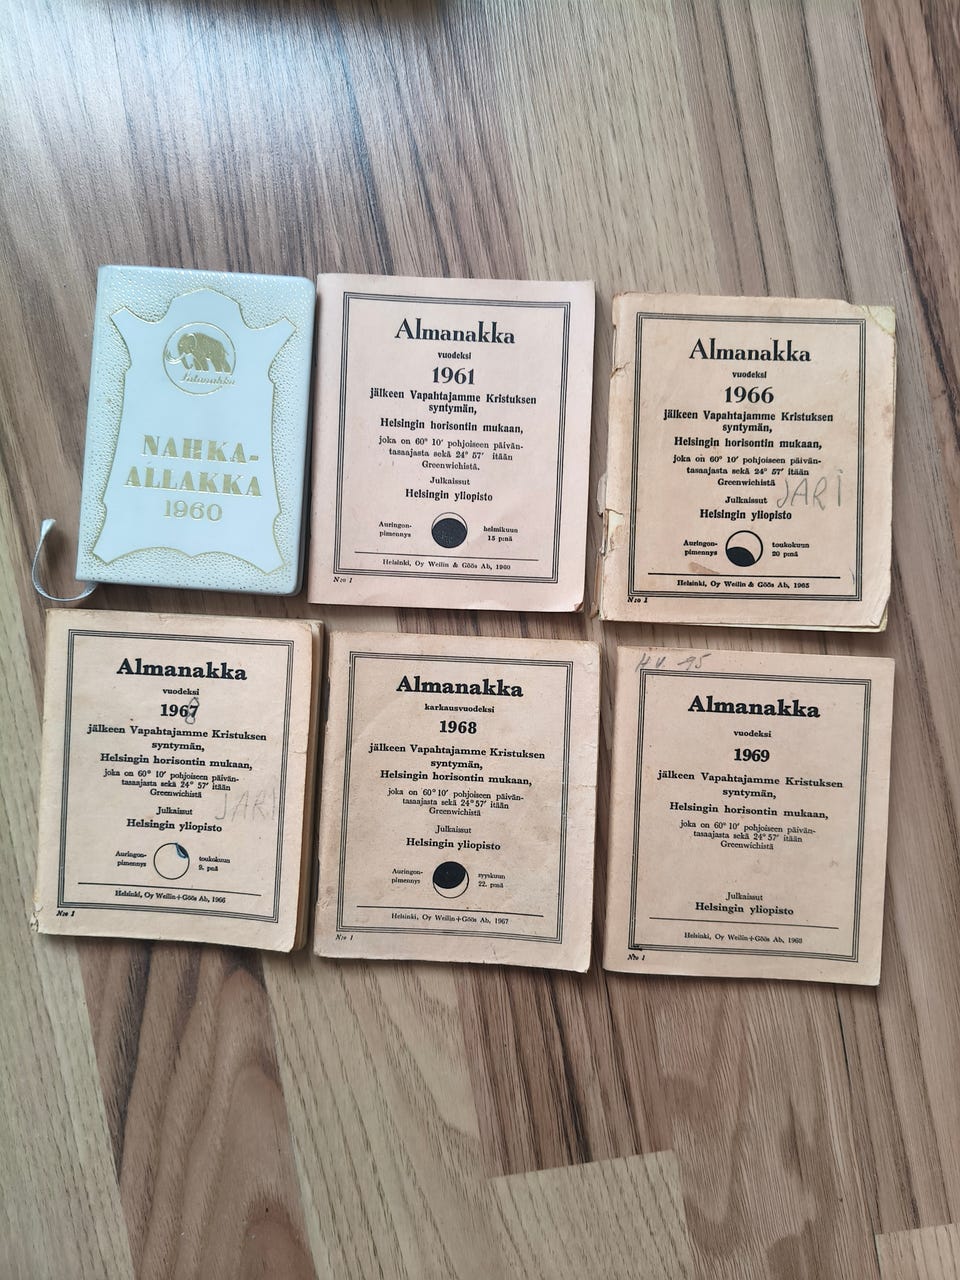 NAHKA-
ALLAKKA
1960
Almanakka
vuodeksi
1961
jälkeen Vapahtajamme Kristuksen
syntymän,
Helsingin horisontin mukaan,
joka on 60° 10' pohjoiseen päivän-
tasaajasta sekä 24° 57' itään
Greenwichistä.
Julkaissut
Helsingin yliopisto
Auringon-
pimennys
helmikuun
15 p:nä
Helsinki, Oy Weilin & Göös Ab, 1960
N:o 1
Almanakka
vuodeksi
1966
jälkeen Vapahtajamme Kristuksen
syntymän,
Helsingin horisontin mukaan,
joka on 60° 10' pohjoiseen päivän-
tasaajasta sekä 24° 57' itään
Greenwichistä
JARI
Julkaissut
Helsingin yliopisto
Auringon-
pimennys
toukokuun
20 p:nä
Helsinki, Oy Weilin & Göös Ab, 1965
N:o 1
Almanakka
vuodeksi
1967
jälkeen Vapahtajamme Kristuksen
syntymän,
Helsingin horisontin mukaan,
joka on 60° 10' pohjoiseen päivän-
tasaajasta sekä 24° 57' itään
Greenwichistä
JARI
Julkaissut
Helsingin yliopisto
Auringon-
pimennys
toukokuun
9. pnä
Helsinki, Oy Weilin+Göös Ab, 1966
N:o 1
Almanakka
karkausvuodeksi
1968
jälkeen Vapahtajamme Kristuksen
syntymän,
Helsingin horisontin mukaan,
joka on 60° 10' pohjoiseen päivän-
tasaajasta sekä 24° 57' itään
Greenwichistä
Julkaissut
Helsingin yliopisto
Auringon-
pimennys
syyskuun
22. pnä
Helsinki, Oy Weilin+Göös Ab, 1967
N:o 1
Almanakka
vuodeksi
1969
jälkeen Vapahtajamme Kristuksen
syntymän,
Helsingin horisontin mukaan,
joka on 60° 10' pohjoiseen päivän-
tasaajasta sekä 24° 57' itään
Greenwichistä
Julkaissut
Helsingin yliopisto
Helsinki, Oy Weilin+Göös Ab, 1968
N:o 1